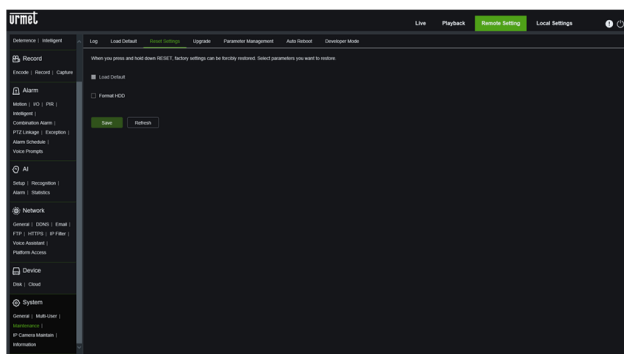 urmet
Live Playback Remote Setting Local Settings
Deterrence | Intelligent
Log Load Default Reset Settings Upgrade Parameter Management Auto Reboot Developer Mode
When you press and hold down RESET, factory settings can be forcibly restored. Select parameters you want to restore.
Load Default
Format HDD
Save Refresh
Record
Encode | Record | Capture
Alarm
Motion | I/O | PIR |
Intelligent |
Combination Alarm |
PTZ Linkage | Exception |
Alarm Schedule |
Voice Prompts
AI
Setup | Recognition |
Alarm | Statistics
Network
General | DDNS | Email |
FTP | HTTPS | IP Filter |
Voice Assistant |
Platform Access
Device
Disk | Cloud
System
General | Multi-User |
Maintenance |
IP Camera Maintain |
Information